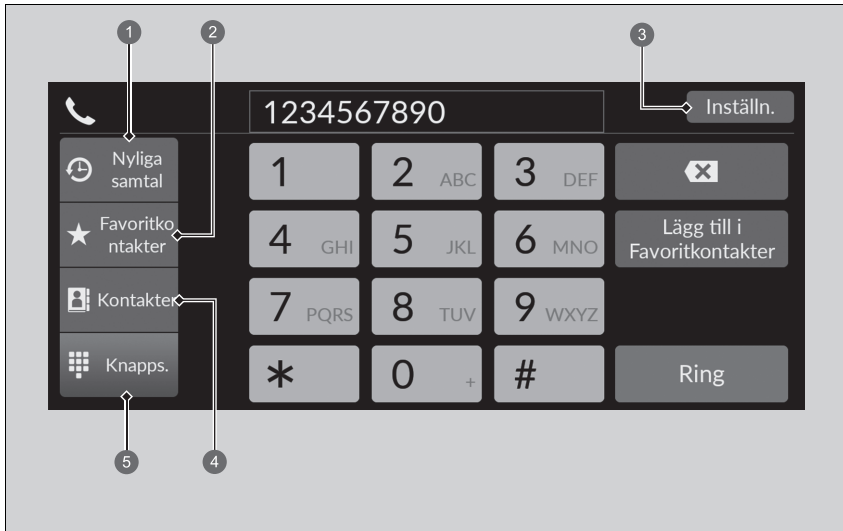 1
2
3
1234567890
Inställn.
Nyliga
samtal
1
2 ABC
3 DEF
Favoritko
ntakter
4 GHI
5 JKL
6 MNO
Lägg till i
Favoritkontakter
Kontakter
7 PQRS
8 TUV
9 WXYZ
Knapps.
*
0 +
#
Ring
5
4